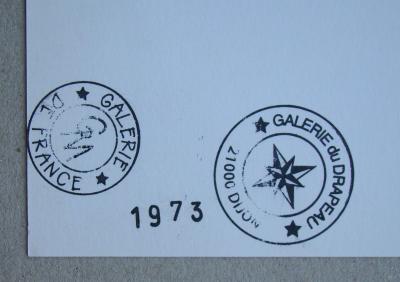 GALERIE DE FRANCE
1973
GALERIE du DRAPEAU
21000 DIJON